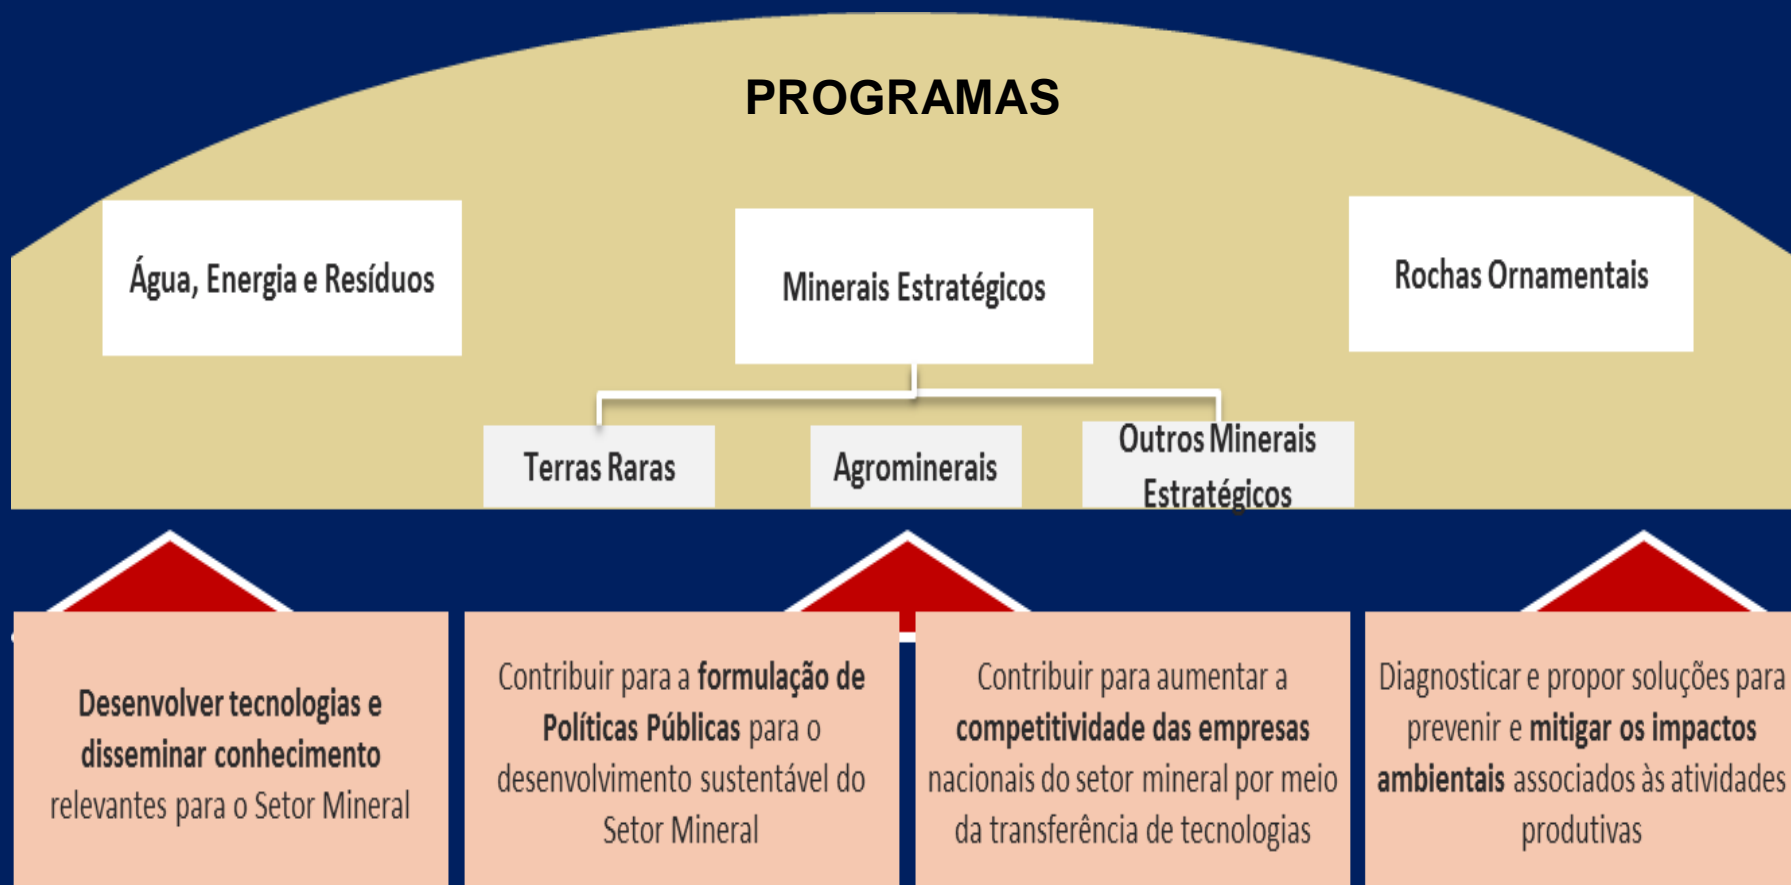 PROGRAMAS
Água, Energia e Resíduos
Minerais Estratégicos
Rochas Ornamentais
Terras Raras
Agrominerais
Outros Minerais
Estratégicos
Desenvolver tecnologias e
disseminar conhecimento
relevantes para o Setor Mineral
Contribuir para a formulação de
Políticas Públicas para o
desenvolvimento sustentável do
Setor Mineral
Contribuir para aumentar a
competitividade das empresas
nacionais do setor mineral por meio
da transferência de tecnologias
Diagnosticar e propor soluções para
prevenir e mitigar os impactos
ambientais associados às atividades
produtivas